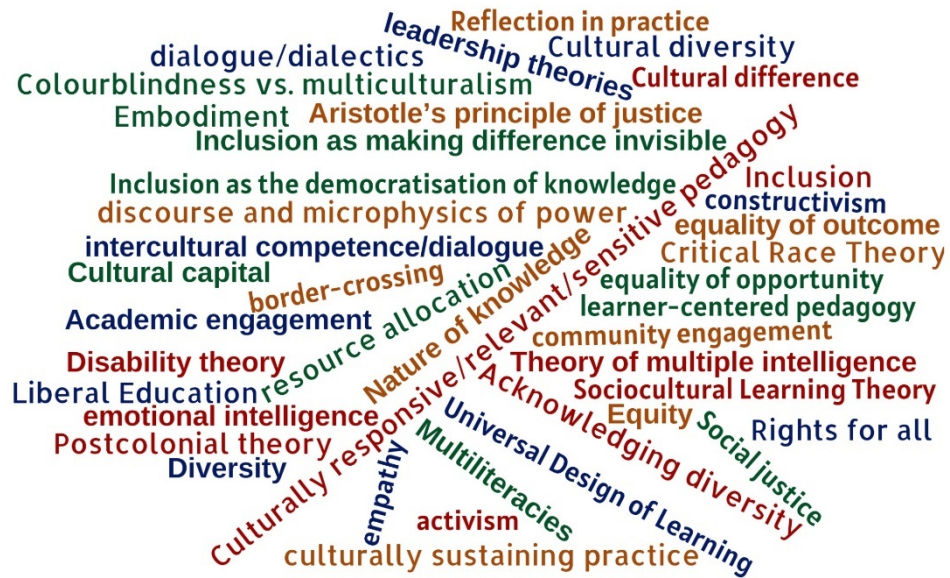 Reflection in practice
leadership theories
Cultural diversity
dialogue/dialectics
Cultural difference
Colourblindness vs. multiculturalism
Embodiment
Aristotle’s principle of justice
Inclusion as making difference invisible
Inclusion as the democratisation of knowledge
Inclusion
constructivism
discourse and microphysics of power
equality of outcome
intercultural competence/dialogue
Critical Race Theory
Cultural capital
border-crossing
equality of opportunity
learner-centered pedagogy
Academic engagement
resource allocation
Nature of knowledge
Culturally responsive/relevant/sensitive pedagogy
community engagement
Disability theory
Theory of multiple intelligence
Liberal Education
Sociocultural Learning Theory
Acknowledging diversity
emotional intelligence
Equity
Social justice
Rights for all
Postcolonial theory
Diversity
empathy
Multiliteracies
Universal Design of Learning
activism
culturally sustaining practice